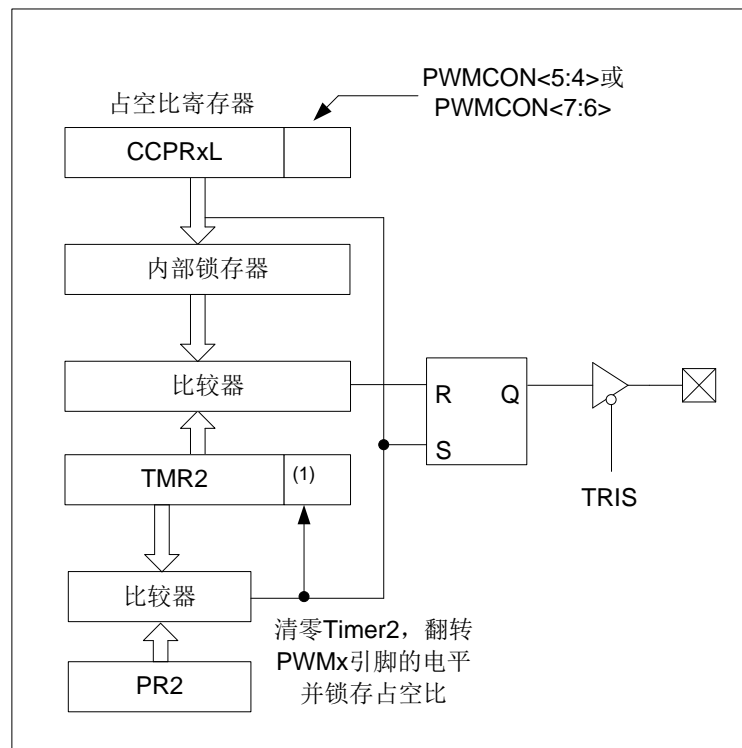 PWMCON<5:4>或
PWMCON<7:6>
占空比寄存器
CCPRxL
内部锁存器
比较器
R
Q
S
TMR2
(1)
TRIS
比较器
清零Timer2，翻转
PWMx引脚的电平
并锁存占空比
PR2